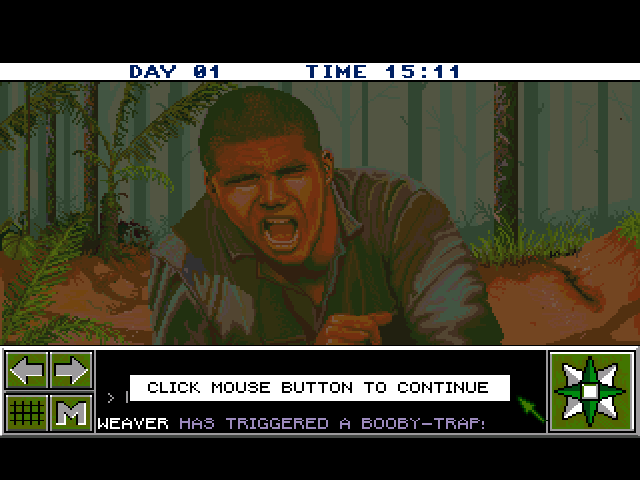 DAY 01 TIME 15:11
CLICK MOUSE BUTTON TO CONTINUE
>
M
WEAVER HAS TRIGGERED A BOOBY-TRAP!